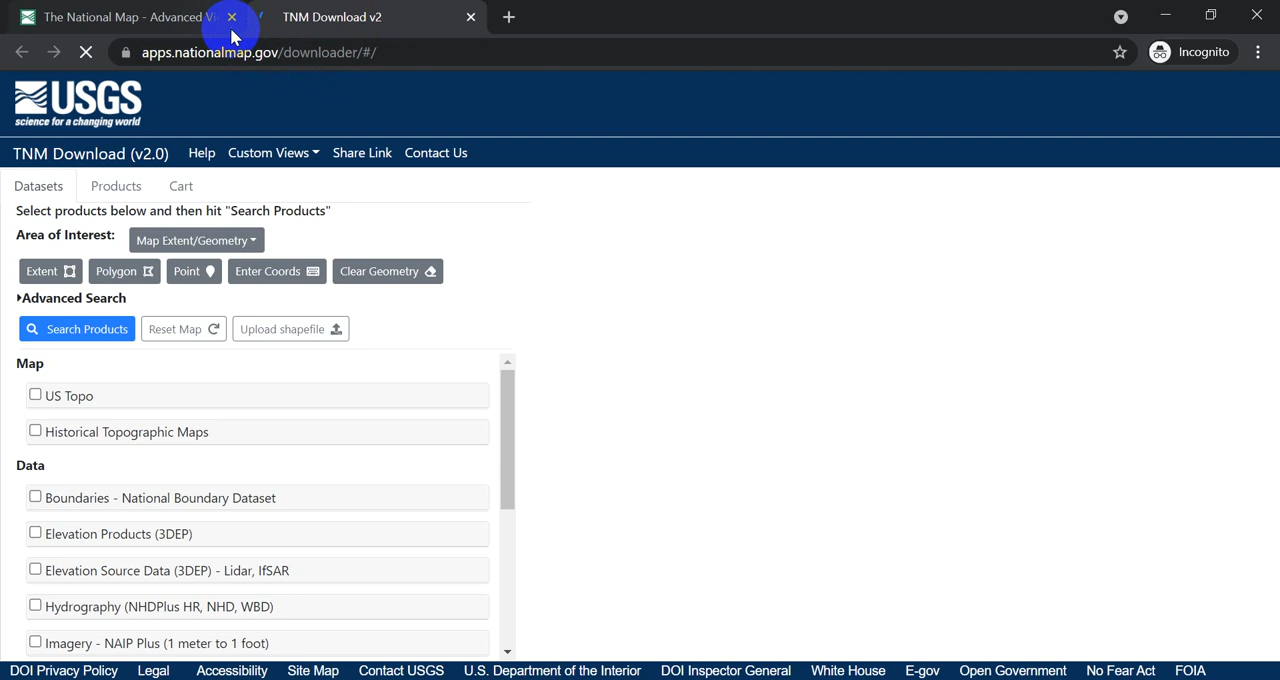 The National Map - Advanced Vi
TNM Download v2
apps.nationalmap.gov/downloader/#/
Incognito
USGS
science for a changing world
TNM Download (v2.0) Help Custom Views Share Link Contact Us
Datasets Products Cart
Select products below and then hit "Search Products"
Area of Interest: Map Extent/Geometry
Extent Polygon Point Enter Coords Clear Geometry
Advanced Search
Search Products Reset Map Upload shapefile
Map
US Topo
Historical Topographic Maps
Data
Boundaries - National Boundary Dataset
Elevation Products (3DEP)
Elevation Source Data (3DEP) - Lidar, IfSAR
Hydrography (NHDPlus HR, NHD, WBD)
Imagery - NAIP Plus (1 meter to 1 foot)
DOI Privacy Policy Legal Accessibility Site Map Contact USGS U.S. Department of the Interior DOI Inspector General White House E-gov Open Government No Fear Act FOIA